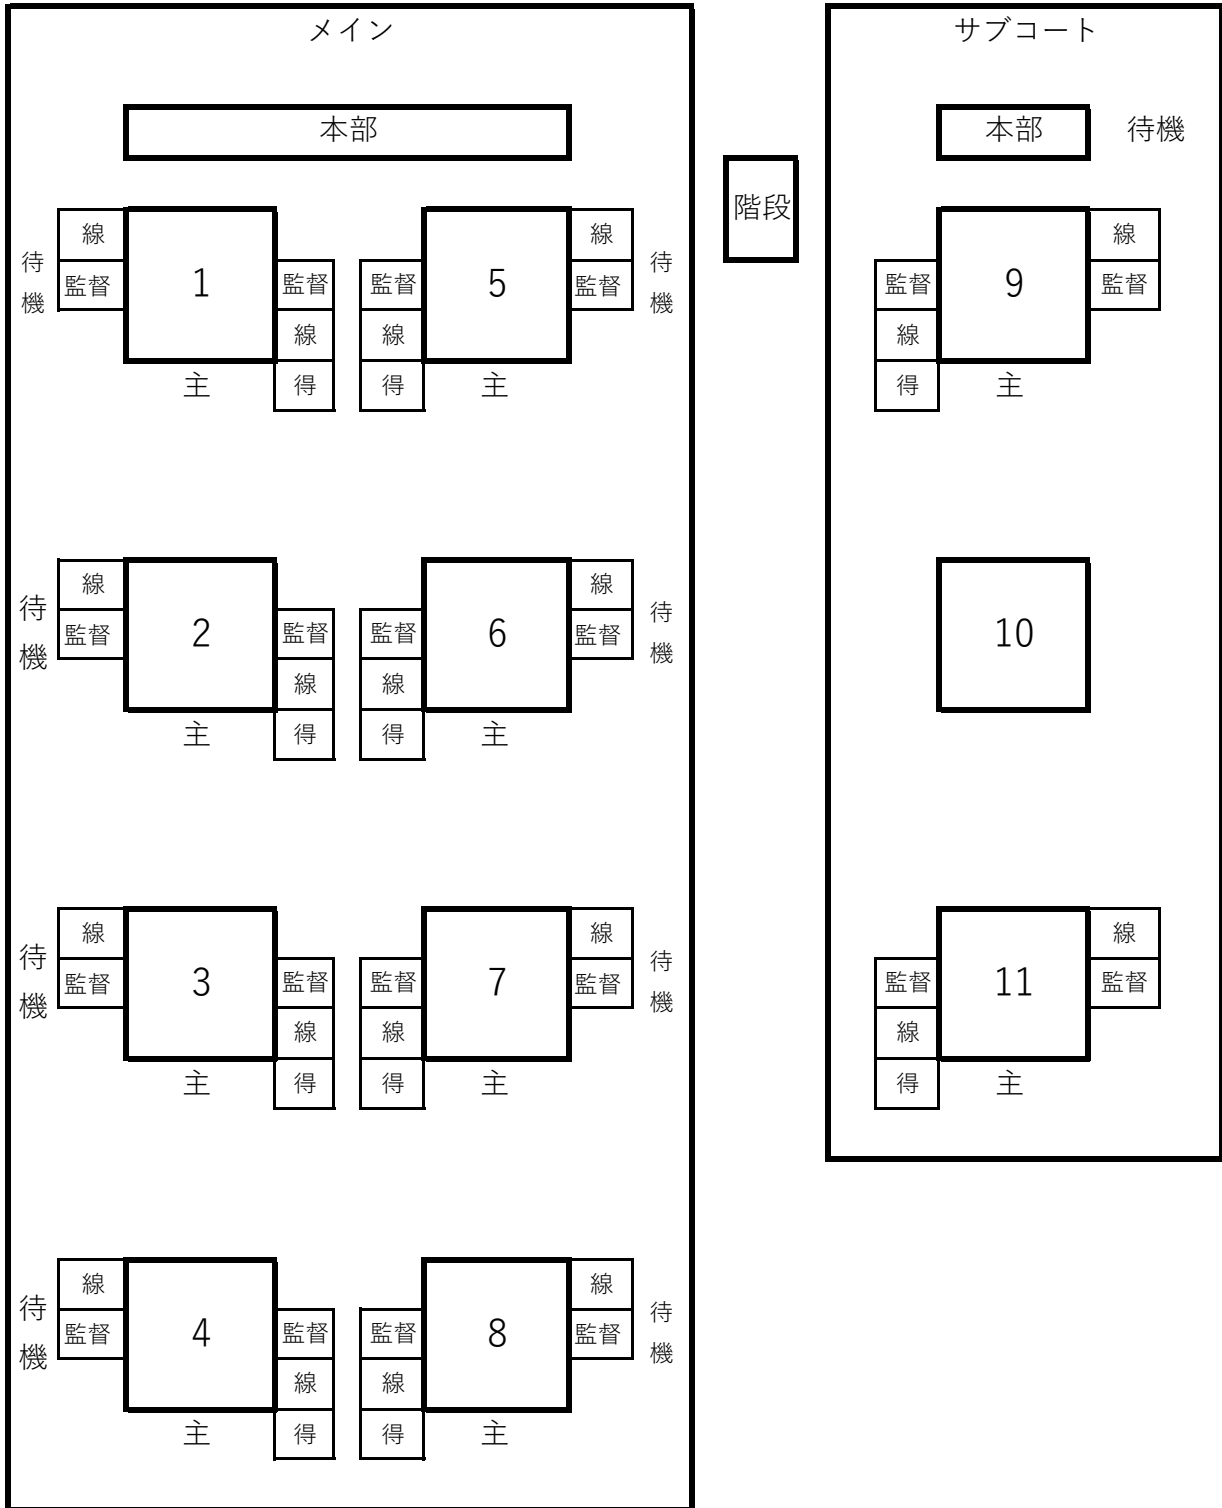 メイン
サブコート
本部
本部 待機
階段
線 線 線
待機 監督 1 監督 監督 5 監督 待機 監督 9 監督
線 線 線
得 得 得
主 主 主
線 線
待機 監督 2 監督 監督 6 監督 待機 10
線 線
得 得
主 主
線 線 線
待機 監督 3 監督 監督 7 監督 待機 監督 11 監督
線 線 線
得 得 得
主 主 主
線 線
待機 監督 4 監督 監督 8 監督 待機
線 線
得 得
主 主